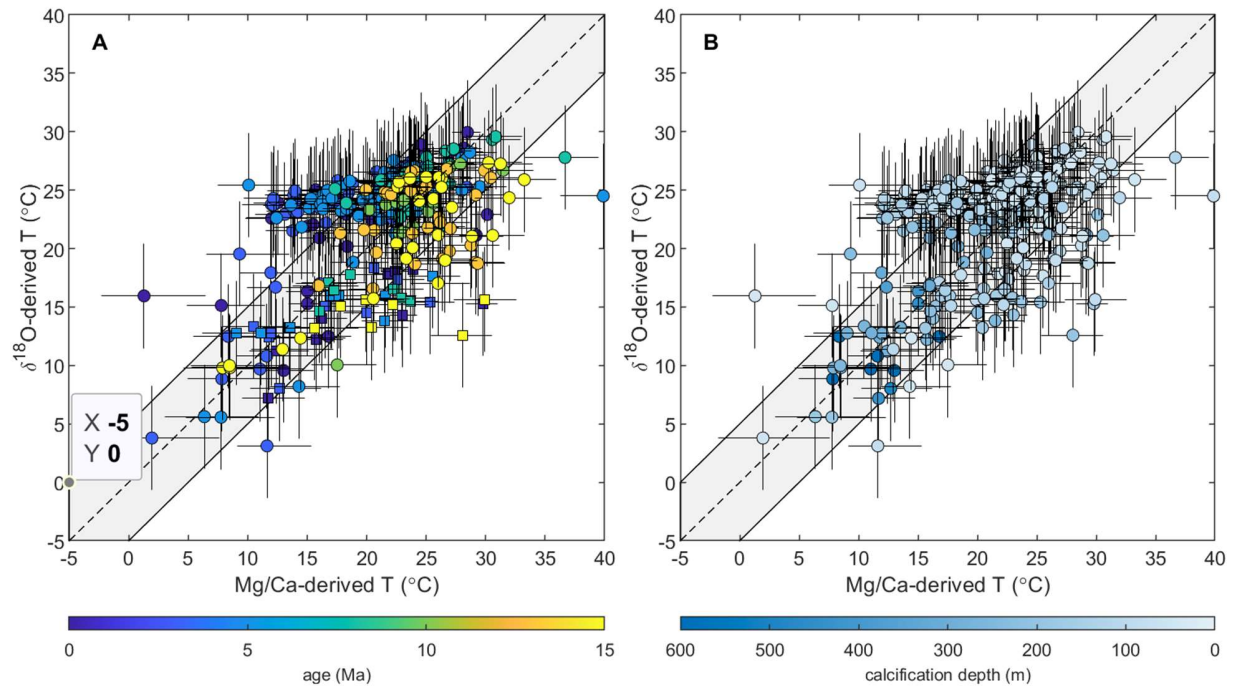 A
40
35
30
25
20
15
10
5
0
-5
δ18O-derived T (°C)
X -5
Y 0
-5 0 5 10 15 20 25 30 35 40
Mg/Ca-derived T (°C)
0 5 10 15
age (Ma)
B
40
35
30
25
20
15
10
5
0
-5
δ18O-derived T (°C)
-5 0 5 10 15 20 25 30 35 40
Mg/Ca-derived T (°C)
600 500 400 300 200 100 0
calcification depth (m)